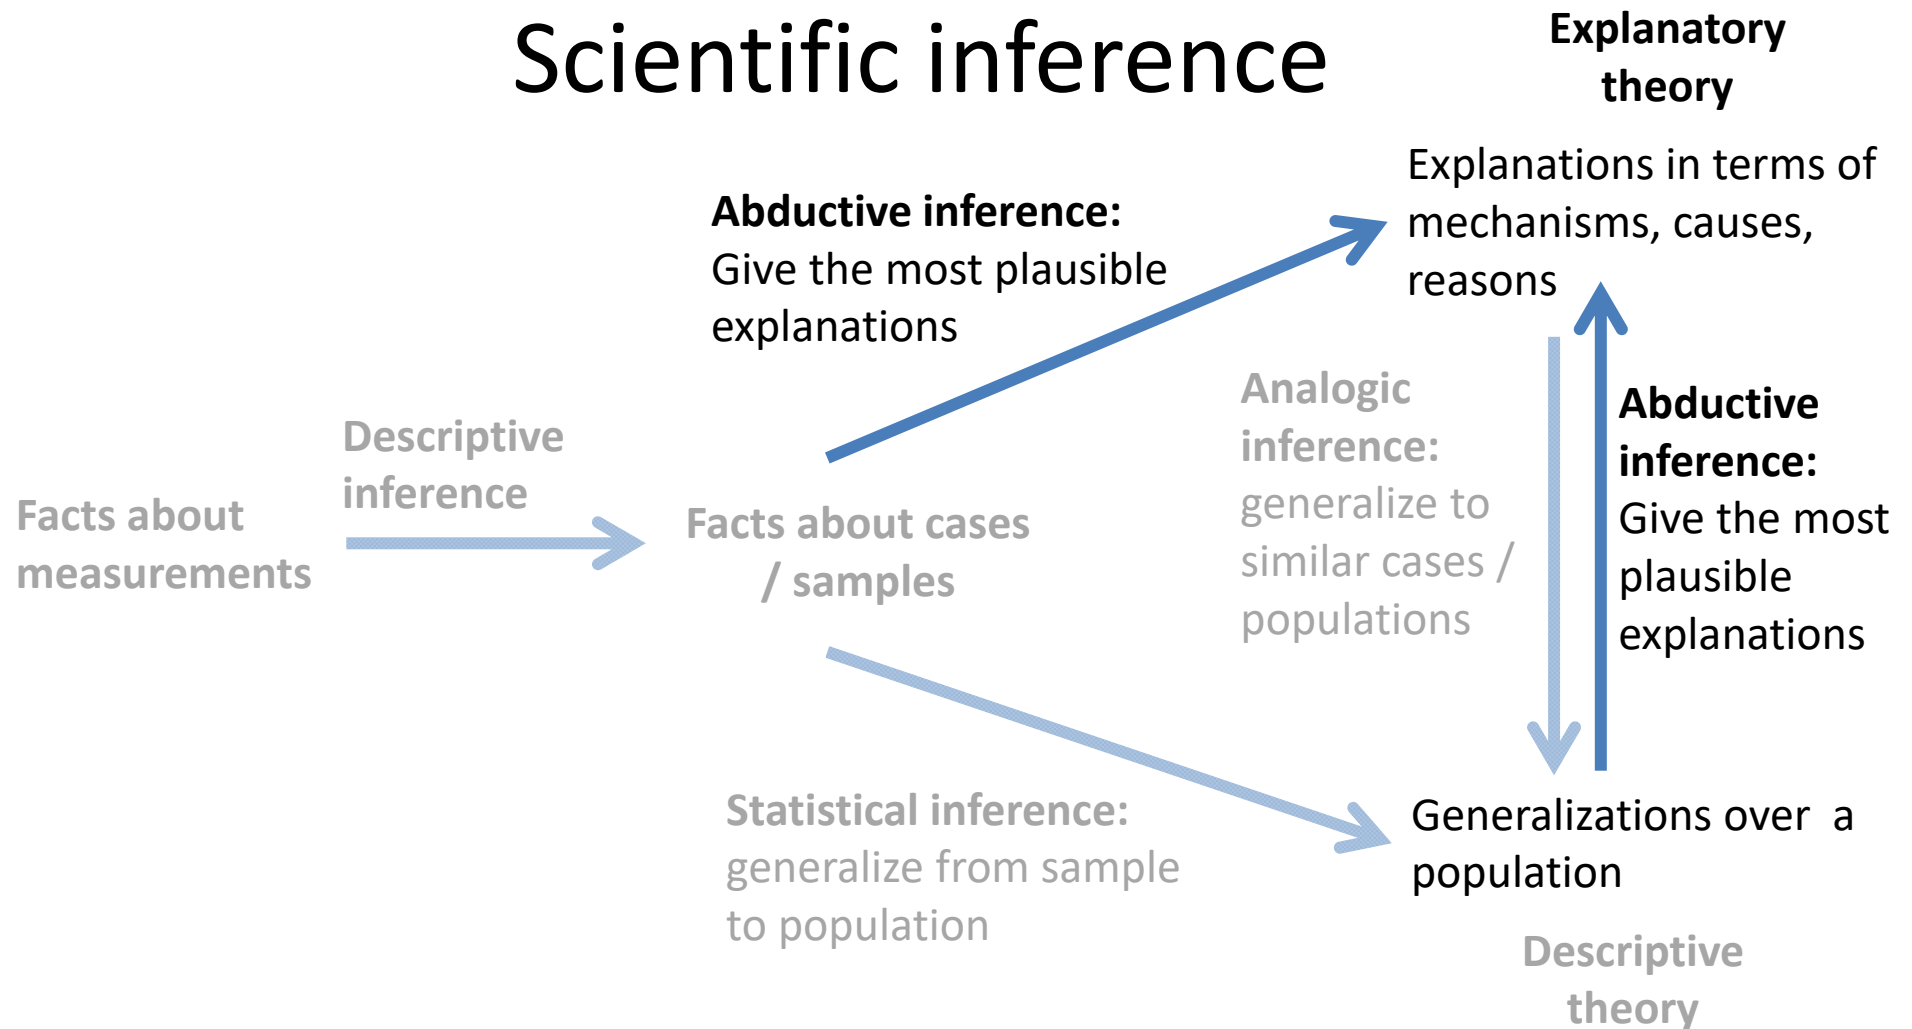 Scientific inference
Explanatory
theory
Explanations in terms of
mechanisms, causes,
reasons
Abductive inference:
Give the most plausible
explanations
Descriptive
inference
Facts about
measurements
Facts about cases
/ samples
Analogic
inference:
generalize to
similar cases /
populations
Abductive
inference:
Give the most
plausible
explanations
Statistical inference:
generalize from sample
to population
Generalizations over  a
population
Descriptive
theory